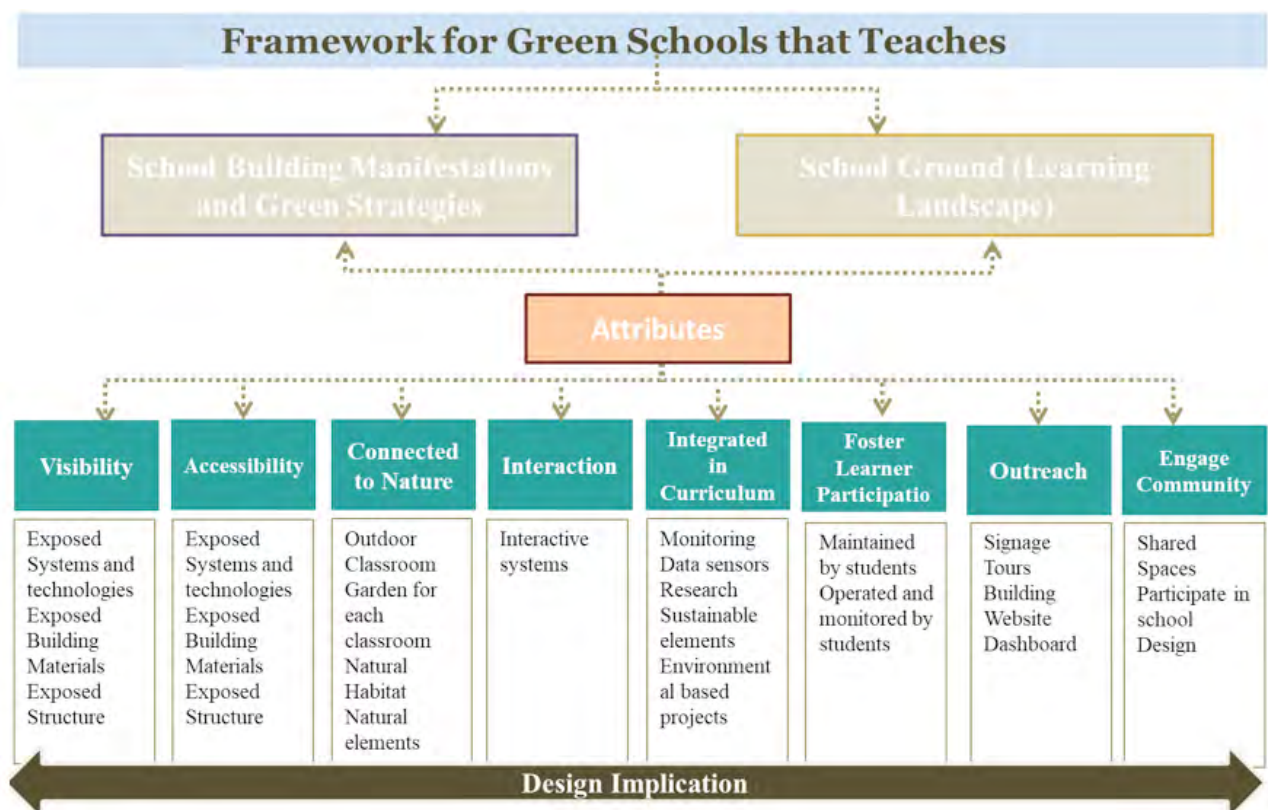 Framework for Green Schools that Teaches
School Building Manifestations
and Green Strategies
School Ground (Learning
Landscape)
Attributes
Visibility
Accessibility
Connected
to Nature
Interaction
Integrated
in
Curriculum
Foster
Learner
Participatio
Outreach
Engage
Community
Exposed
Systems and
technologies
Exposed
Building
Materials
Exposed
Structure
Exposed
Systems and
technologies
Exposed
Building
Materials
Exposed
Structure
Outdoor
Classroom
Garden for
each
classroom
Natural
Habitat
Natural
elements
Interactive
systems
Monitoring
Data sensors
Research
Sustainable
elements
Environment
al based
projects
Maintained
by students
Operated and
monitored by
students
Signage
Tours
Building
Website
Dashboard
Shared
Spaces
Participate in
school
Design
Design Implication